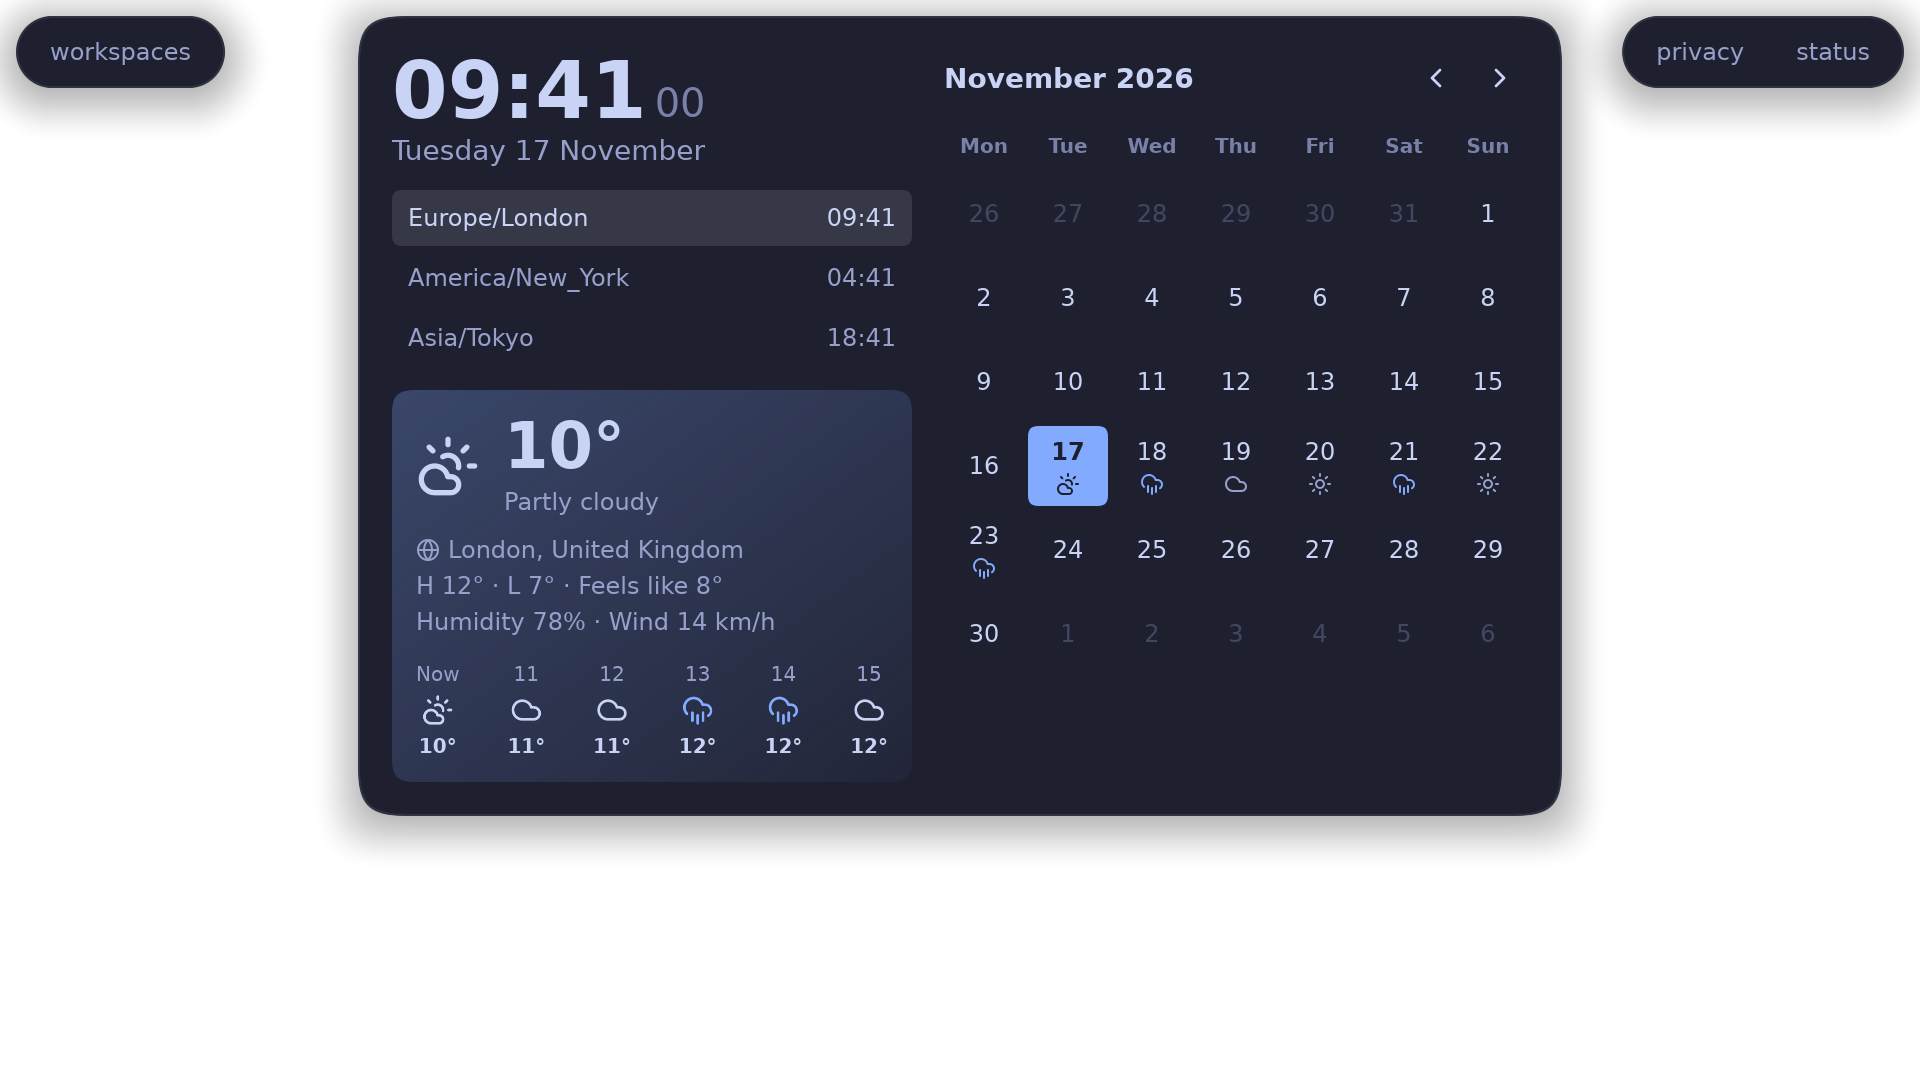 workspaces
privacy status
09:41 00
Tuesday 17 November
Europe/London 09:41
America/New_York 04:41
Asia/Tokyo 18:41
10°
Partly cloudy
London, United Kingdom
H 12° · L 7° · Feels like 8°
Humidity 78% · Wind 14 km/h
Now 11 12 13 14 15
10° 11° 11° 12° 12° 12°
November 2026
Mon Tue Wed Thu Fri Sat Sun
26 27 28 29 30 31 1
2 3 4 5 6 7 8
9 10 11 12 13 14 15
16 17 18 19 20 21 22
23 24 25 26 27 28 29
30 1 2 3 4 5 6